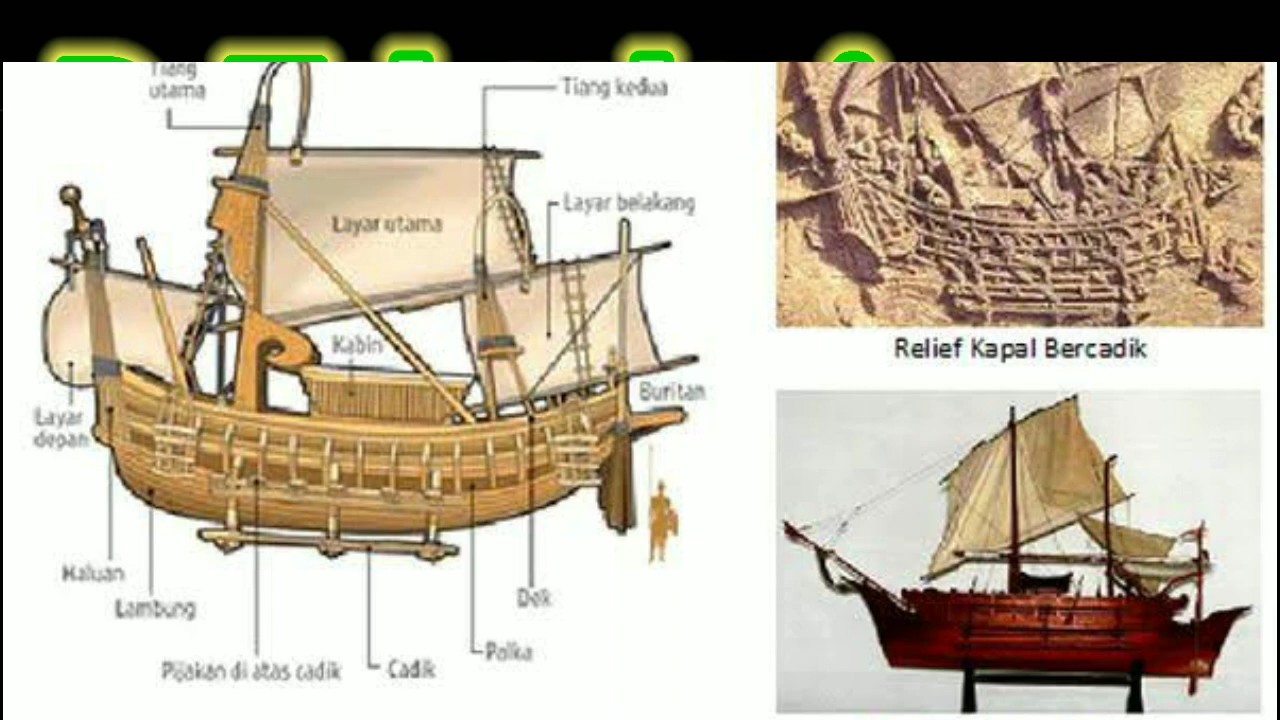 Tiang
utama
Tiang kedua
Layar belakang
Layar utama
Kabin
Buritan
Layar
depan
Haluan
Lambung
Dek
Polka
Pijakan di atas cadik
Cadik
Relief Kapal Bercadik